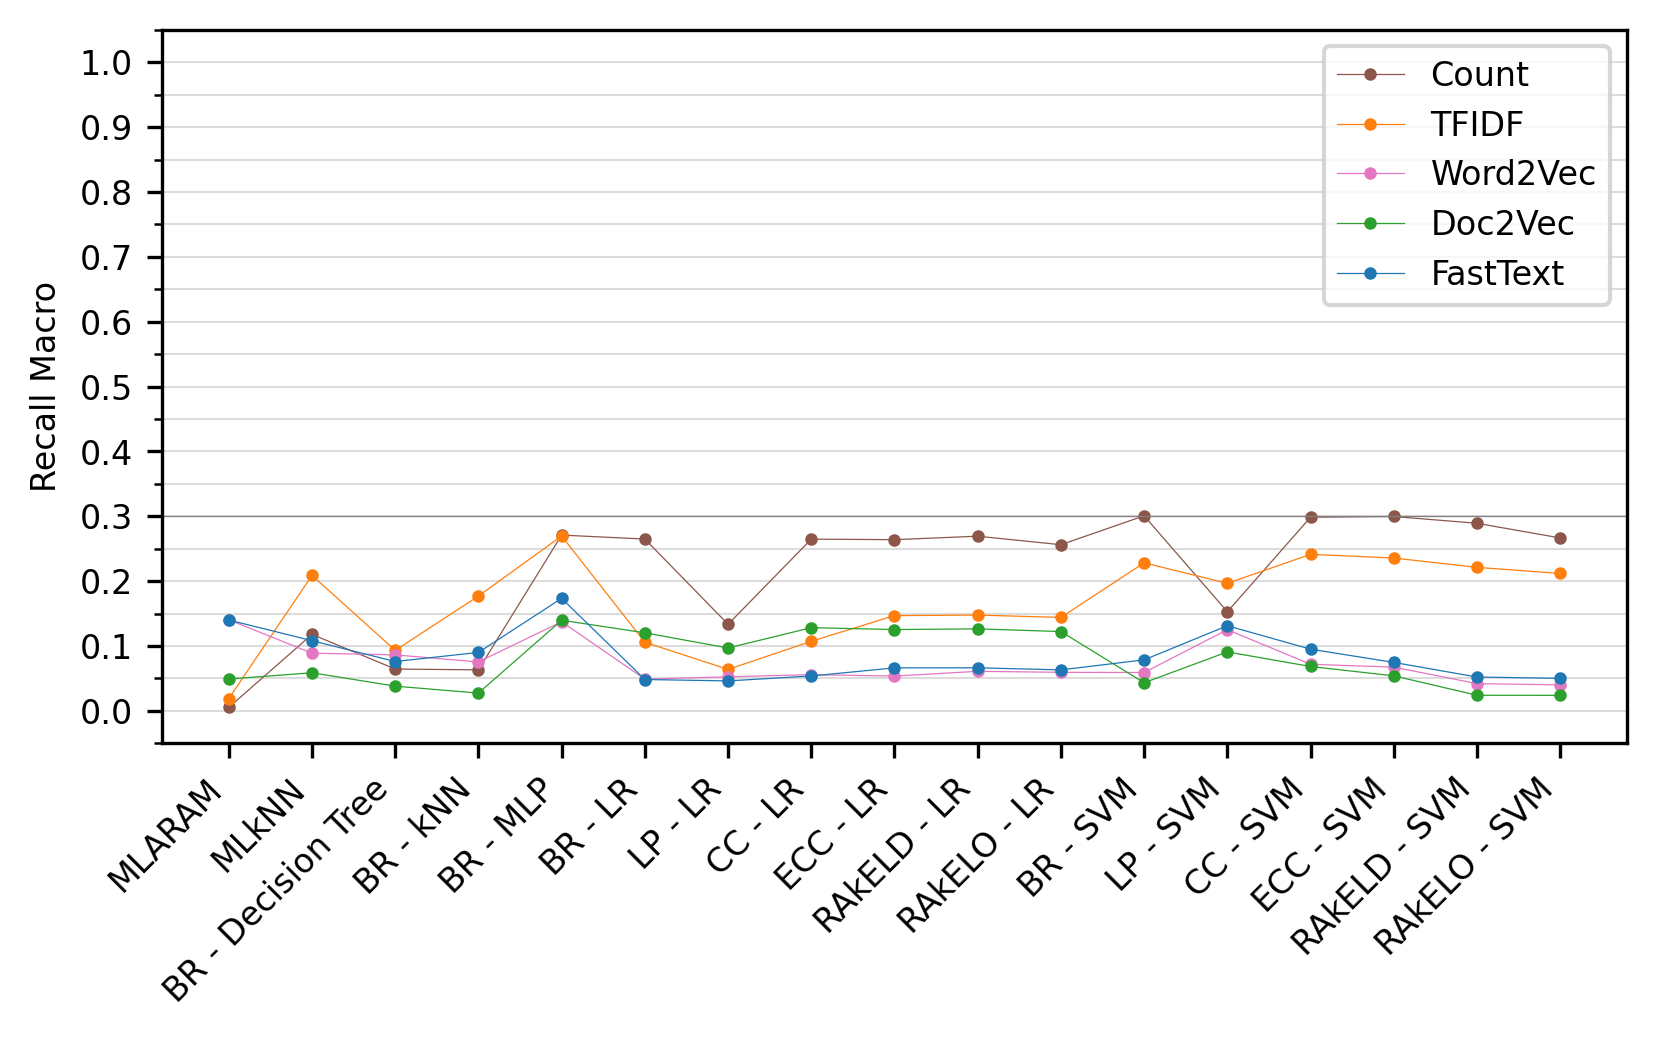 Recall Macro
1.0
0.9
0.8
0.7
0.6
0.5
0.4
0.3
0.2
0.1
0.0
Count
TFIDF
Word2Vec
Doc2Vec
FastText
MLARAM
MLkNN
BR - Decision Tree
BR - kNN
BR - MLP
BR - LR
LP - LR
CC - LR
ECC - LR
RAkELD - LR
RAkELO - LR
BR - SVM
LP - SVM
CC - SVM
ECC - SVM
RAkELD - SVM
RAkELO - SVM